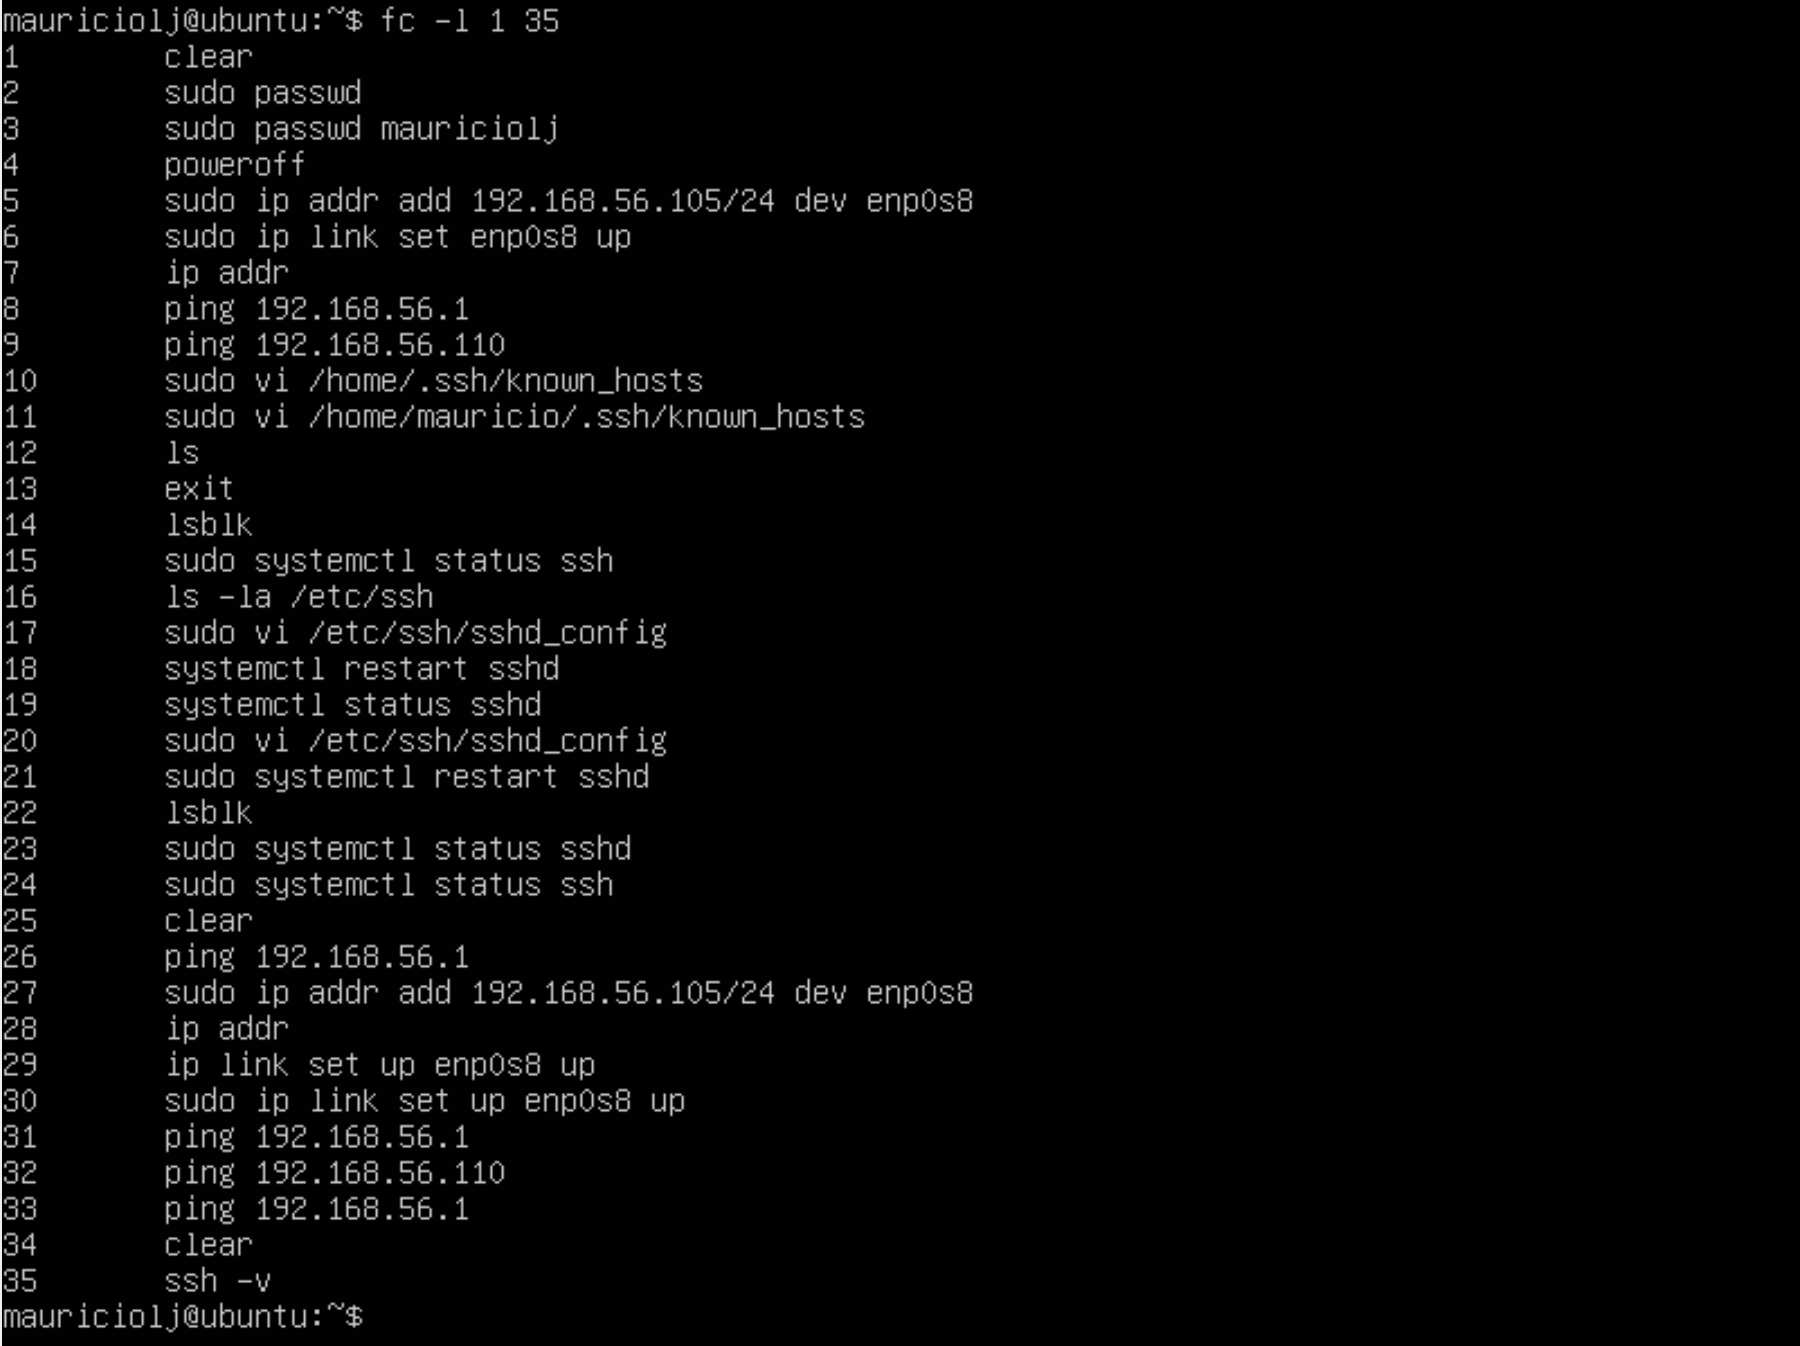 mauriciolj@ubuntu:~$ fc -l 1 35
1 clear
2 sudo passwd
3 sudo passwd mauriciolj
4 poweroff
5 sudo ip addr add 192.168.56.105/24 dev enp0s8
6 sudo ip link set enp0s8 up
7 ip addr
8 ping 192.168.56.1
9 ping 192.168.56.110
10 sudo vi /home/.ssh/known_hosts
11 sudo vi /home/mauricio/.ssh/known_hosts
12 ls
13 exit
14 lsblk
15 sudo systemctl status ssh
16 ls -la /etc/ssh
17 sudo vi /etc/ssh/sshd_config
18 systemctl restart sshd
19 systemctl status sshd
20 sudo vi /etc/ssh/sshd_config
21 sudo systemctl restart sshd
22 lsblk
23 sudo systemctl status sshd
24 sudo systemctl status ssh
25 clear
26 ping 192.168.56.1
27 sudo ip addr add 192.168.56.105/24 dev enp0s8
28 ip addr
29 ip link set up enp0s8 up
30 sudo ip link set up enp0s8 up
31 ping 192.168.56.1
32 ping 192.168.56.110
33 ping 192.168.56.1
34 clear
35 ssh -v
mauriciolj@ubuntu:~$